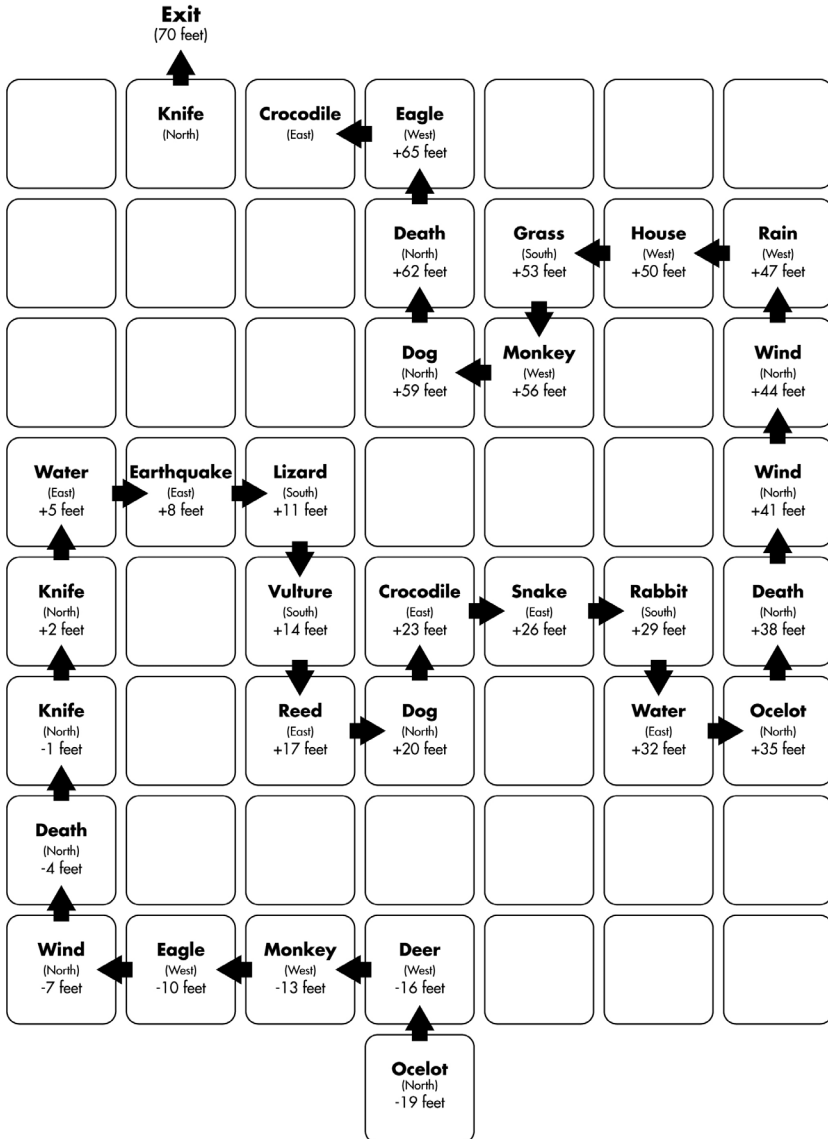 Exit
(70 feet)
Knife
(North)
Crocodile
(East)
Eagle
(West)
+65 feet
Death
(North)
+62 feet
Grass
(South)
+53 feet
House
(West)
+50 feet
Rain
(West)
+47 feet
Dog
(North)
+59 feet
Monkey
(West)
+56 feet
Wind
(North)
+44 feet
Water
(East)
+5 feet
Earthquake
(East)
+8 feet
Lizard
(South)
+11 feet
Wind
(North)
+41 feet
Knife
(North)
+2 feet
Vulture
(South)
+14 feet
Crocodile
(East)
+23 feet
Snake
(East)
+26 feet
Rabbit
(South)
+29 feet
Death
(North)
+38 feet
Knife
(North)
-1 feet
Reed
(East)
+17 feet
Dog
(North)
+20 feet
Water
(East)
+32 feet
Ocelot
(North)
+35 feet
Death
(North)
-4 feet
Wind
(North)
-7 feet
Eagle
(West)
-10 feet
Monkey
(West)
-13 feet
Deer
(West)
-16 feet
Ocelot
(North)
-19 feet